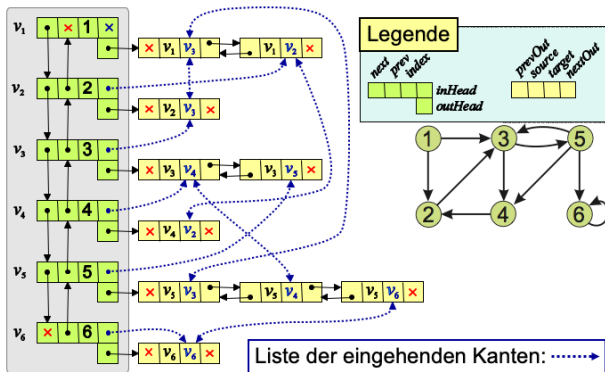 v1 × 1 × × v1 v3 v1 v2 ×
v2 2 × v2 v3 ×
v3 3 × v3 v4 v3 v5 ×
v4 4 × v4 v2 ×
v5 5 × v5 v3 v5 v4 v5 v6 ×
v6 × 6 × v6 v6 ×
Legende
next prev index
inHead
outHead
prevOut source target nextOut
1 3 5
2 4 6
Liste der eingehenden Kanten: